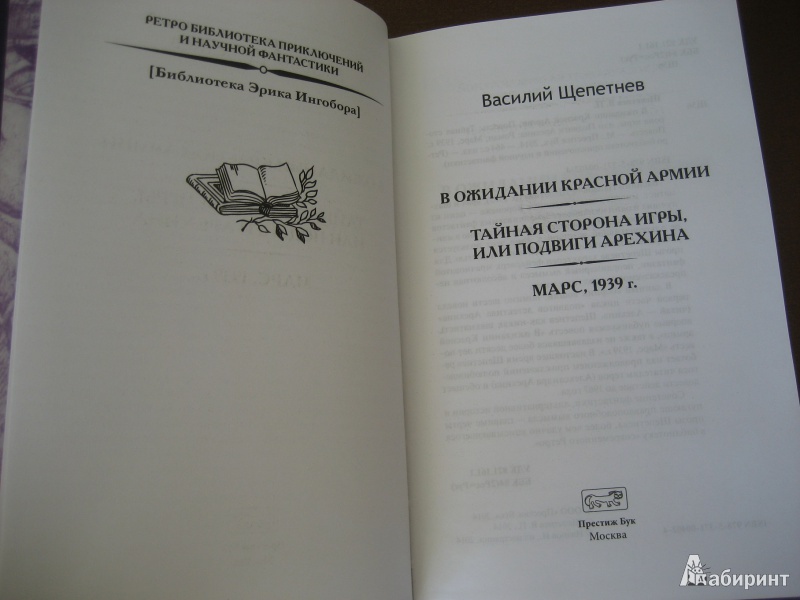 РЕТРО БИБЛИОТЕКА ПРИКЛЮЧЕНИЙ
И НАУЧНОЙ ФАНТАСТИКИ
[Библиотека Эрика Ингобора]
Василий Щепетнев
В ОЖИДАНИИ КРАСНОЙ АРМИИ
ТАЙНАЯ СТОРОНА ИГРЫ,
ИЛИ ПОДВИГИ АРЕХИНА
МАРС, 1939 г.
Престиж Бук
Москва
Лабиринт